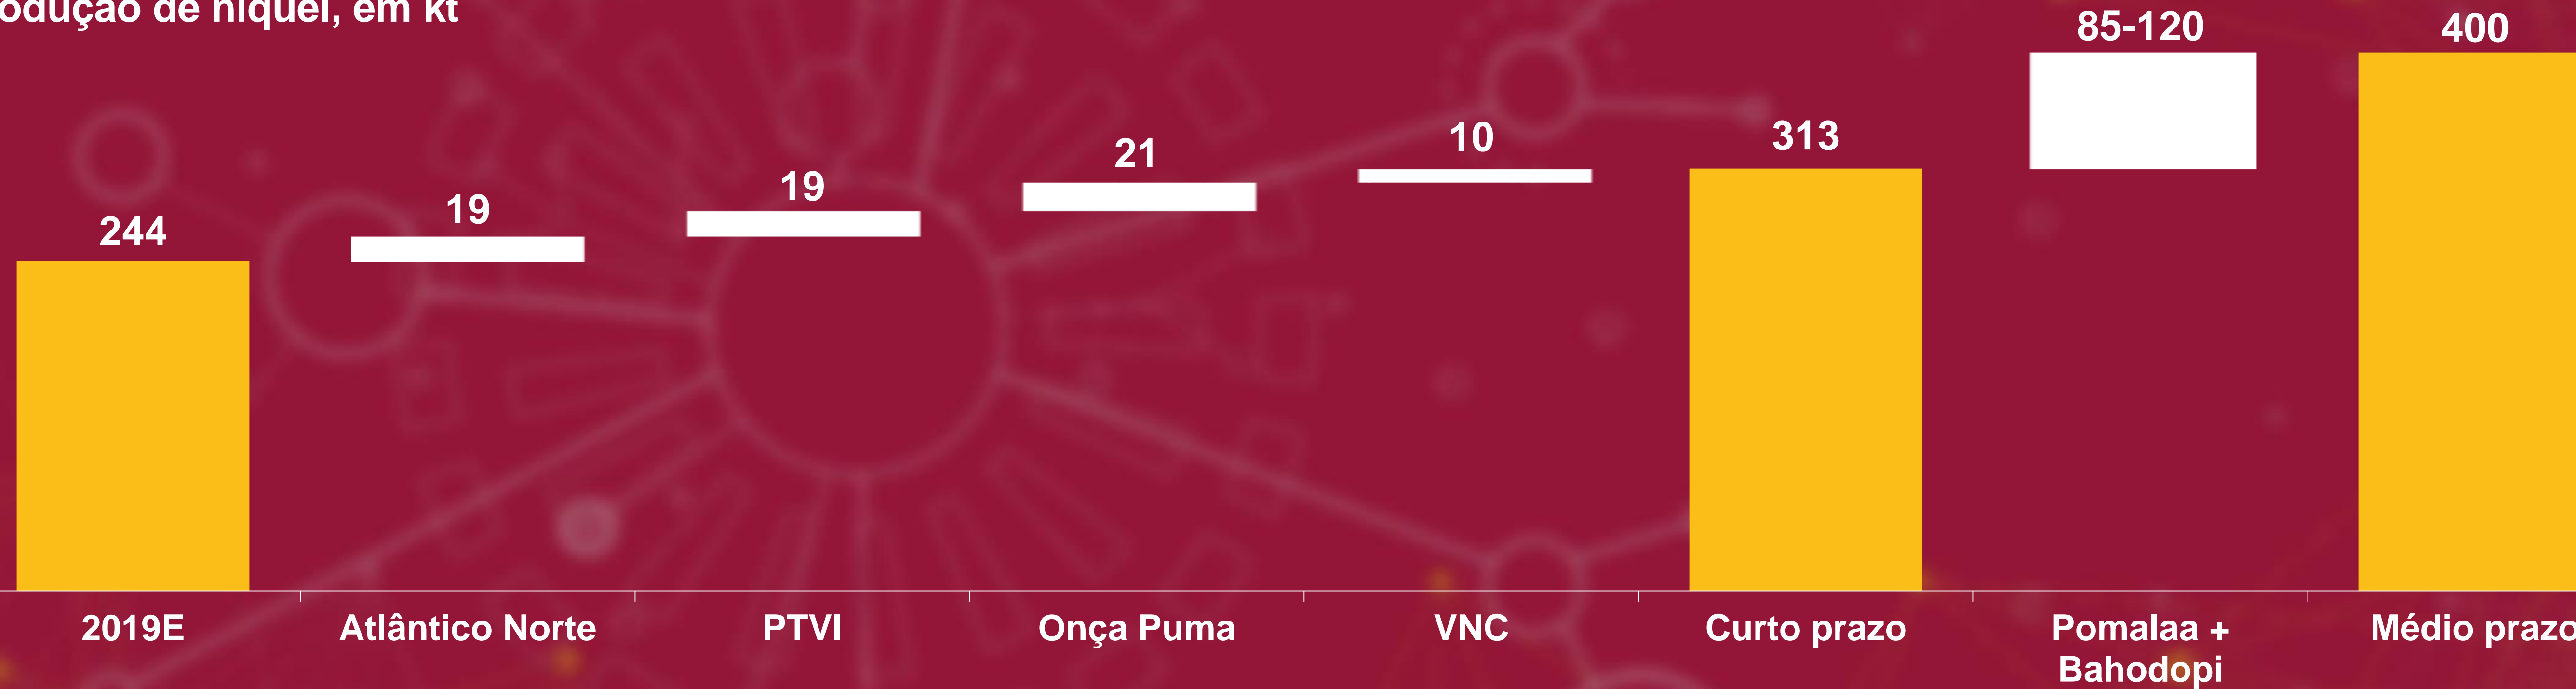 odução de níquel, em kt
85-120
400
10
313
21
19
19
244
2019E
Atlântico Norte
PTVI
Onça Puma
VNC
Curto prazo
Pomalaa +
Bahodopi
Médio prazo